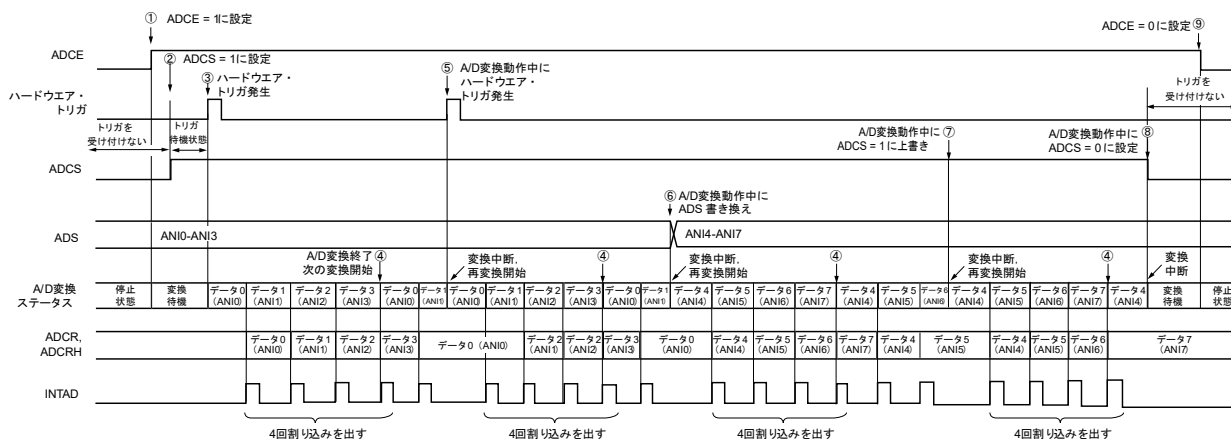 ① ADCE = 1に設定
ADCE = 0に設定 ⑨
ADCE
② ADCS = 1に設定
③ ハードウエア・
トリガ発生
⑤ A/D変換動作中に
ハードウエア・
トリガ発生
トリガを
受け付けない
ハードウエア・
トリガ
トリガを
受け付けない
トリガ
待機状態
A/D変換動作中に ⑦
ADCS = 1に上書き
A/D変換動作中に ⑧
ADCS = 0に設定
ADCS
⑥ A/D変換動作中に
ADS 書き換え
ADS
ANI0-ANI3
ANI4-ANI7
A/D変換終了 ④
次の変換開始
変換中断,
再変換開始
④
変換中断,
再変換開始
④
変換中断,
再変換開始
④
変換
中断
A/D変換
ステータス
停止
状態
変換
待機
データ0
(ANI0)
データ1
(ANI1)
データ2
(ANI2)
データ3
(ANI3)
データ0
(ANI0)
データ1
(ANI1)
データ0
(ANI0)
データ1
(ANI1)
データ2
(ANI2)
データ3
(ANI3)
データ0
(ANI0)
データ1
(ANI1)
データ4
(ANI4)
データ5
(ANI5)
データ6
(ANI6)
データ7
(ANI7)
データ4
(ANI4)
データ5
(ANI5)
データ6
(ANI6)
データ4
(ANI4)
データ5
(ANI5)
データ6
(ANI6)
データ7
(ANI7)
データ4
(ANI4)
変換
待機
停止
状態
ADCR,
ADCRH
データ0
(ANI0)
データ1
(ANI1)
データ2
(ANI2)
データ3
(ANI3)
データ0 (ANI0)
データ2
(ANI1)
データ2
(ANI2)
データ3
(ANI3)
データ0
(ANI0)
データ4
(ANI4)
データ5
(ANI5)
データ6
(ANI6)
データ7
(ANI7)
データ4
(ANI4)
データ5
(ANI5)
データ4
(ANI4)
データ5
(ANI5)
データ6
(ANI6)
データ7
(ANI7)
INTAD
4回割り込みを出す
4回割り込みを出す
4回割り込みを出す
4回割り込みを出す